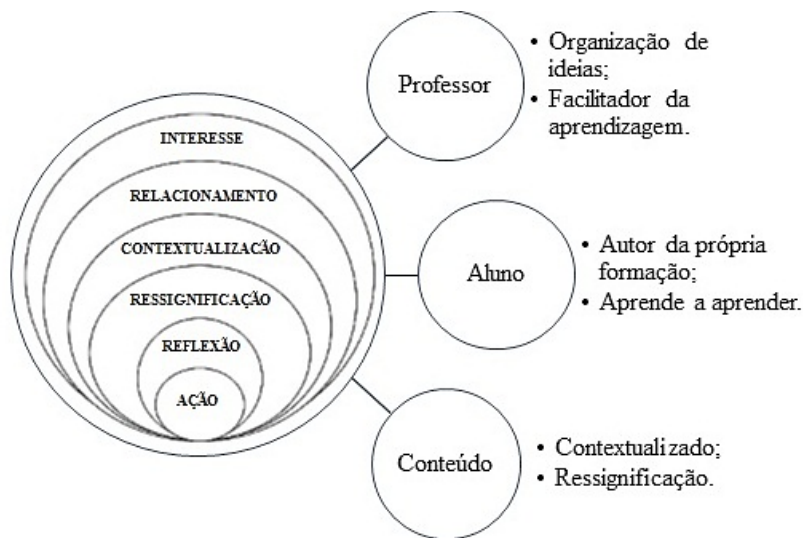 INTERESSE
RELACIONAMENTO
CONTEXTUALIZAÇÃO
RESSIGNIFICAÇÃO
REFLEXÃO
AÇÃO
Professor
• Organização de
ideias;
• Facilitador da
aprendizagem.
Aluno
• Autor da própria
formação;
• Aprende a aprender.
Conteúdo
• Contextualizado;
• Ressignificação.